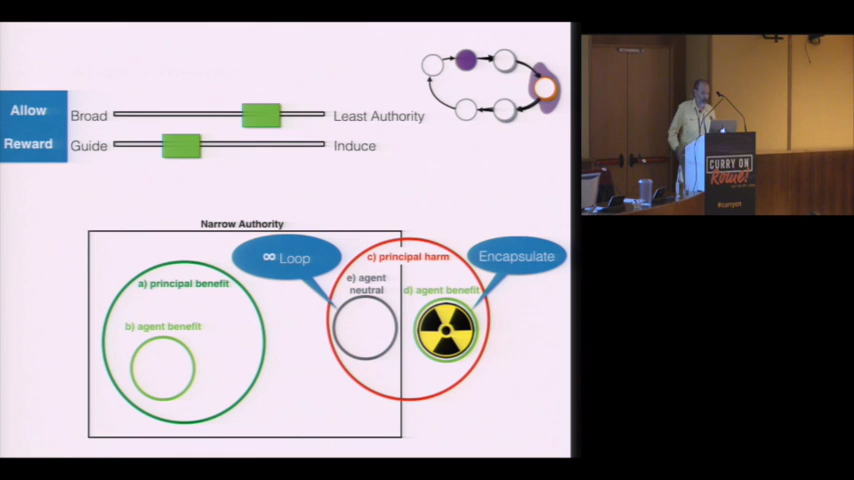 Allow
Broad
Least Authority
Reward
Guide
Induce
Narrow Authority
∞ Loop
c) principal harm
Encapsulate
a) principal benefit
e) agent
neutral
d) agent benefit
b) agent benefit
CURRY ON
Rome!
#curryon